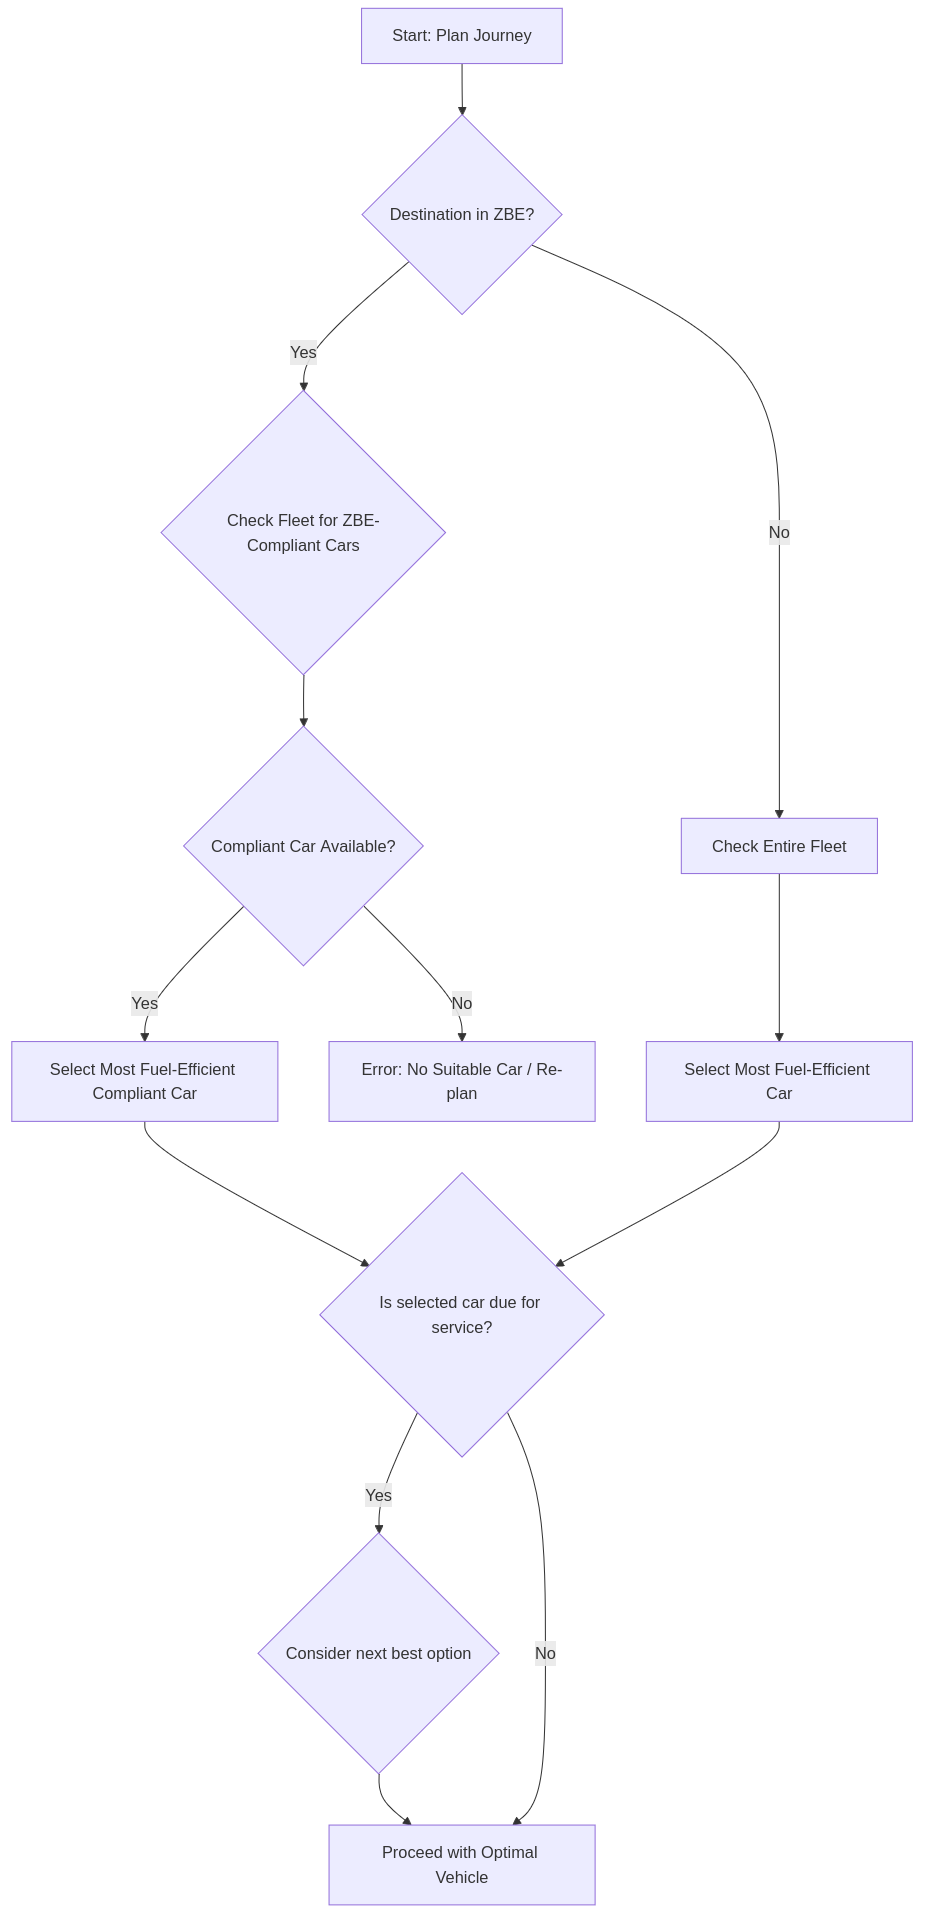 Start: Plan Journey
Destination in ZBE?
Yes
Check Fleet for ZBE-
Compliant Cars
No
Compliant Car Available?
Check Entire Fleet
Yes
No
Select Most Fuel-Efficient
Compliant Car
Error: No Suitable Car / Re-
plan
Select Most Fuel-Efficient
Car
Is selected car due for
service?
Yes
Consider next best option
No
Proceed with Optimal
Vehicle